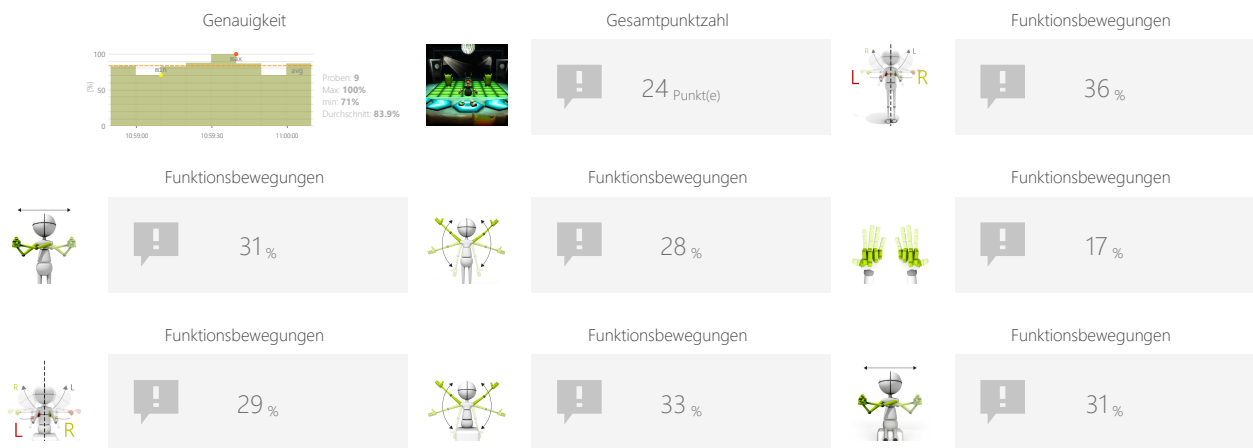 Genauigkeit
100
50
0
[%]
min
max
avg
10:59:00
10:59:30
11:00:00
Proben: 9
Max: 100%
min: 71%
Durchschnitt: 83.9%
Gesamtpunktzahl
24 Punkt(e)
Funktionsbewegungen
R L
L R
36 %
Funktionsbewegungen
31 %
Funktionsbewegungen
28 %
Funktionsbewegungen
17 %
Funktionsbewegungen
R L
L R
29 %
Funktionsbewegungen
33 %
Funktionsbewegungen
31 %